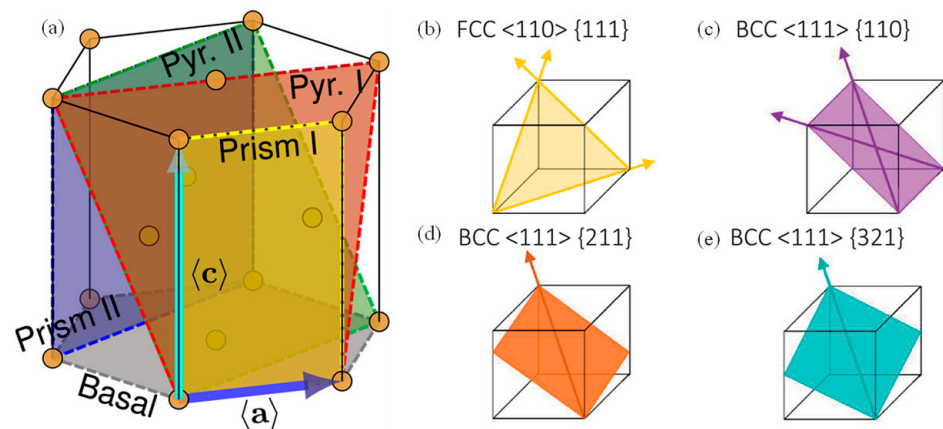 (a)
Pyr. II
Pyr. I
Prism I
⟨c⟩
Prism II
Basal
⟨a⟩
(b) FCC <110> {111}
(c) BCC <111> {110}
(d) BCC <111> {211}
(e) BCC <111> {321}